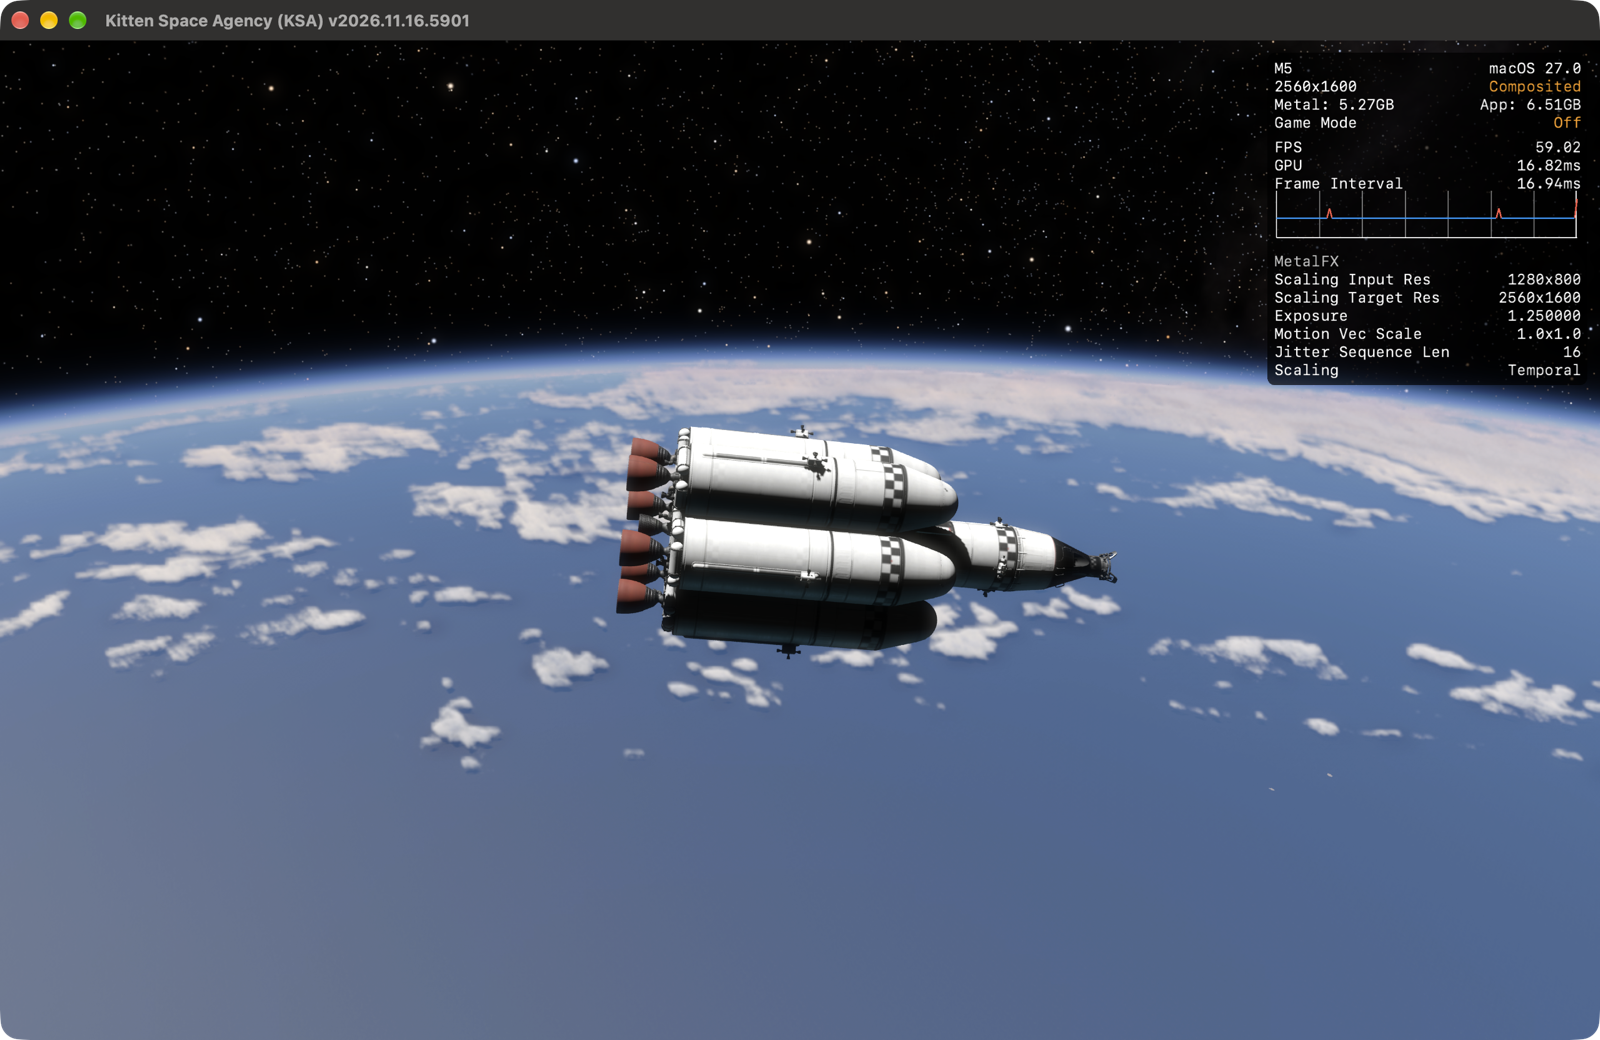 Kitten Space Agency (KSA) v2026.11.16.5901
M5 macOS 27.0
2560x1600 Composited
Metal: 5.27GB App: 6.51GB
Game Mode Off
FPS 59.02
GPU 16.82ms
Frame Interval 16.94ms
MetalFX
Scaling Input Res 1280x800
Scaling Target Res 2560x1600
Exposure 1.250000
Motion Vec Scale 1.0x1.0
Jitter Sequence Len 16
Scaling Temporal